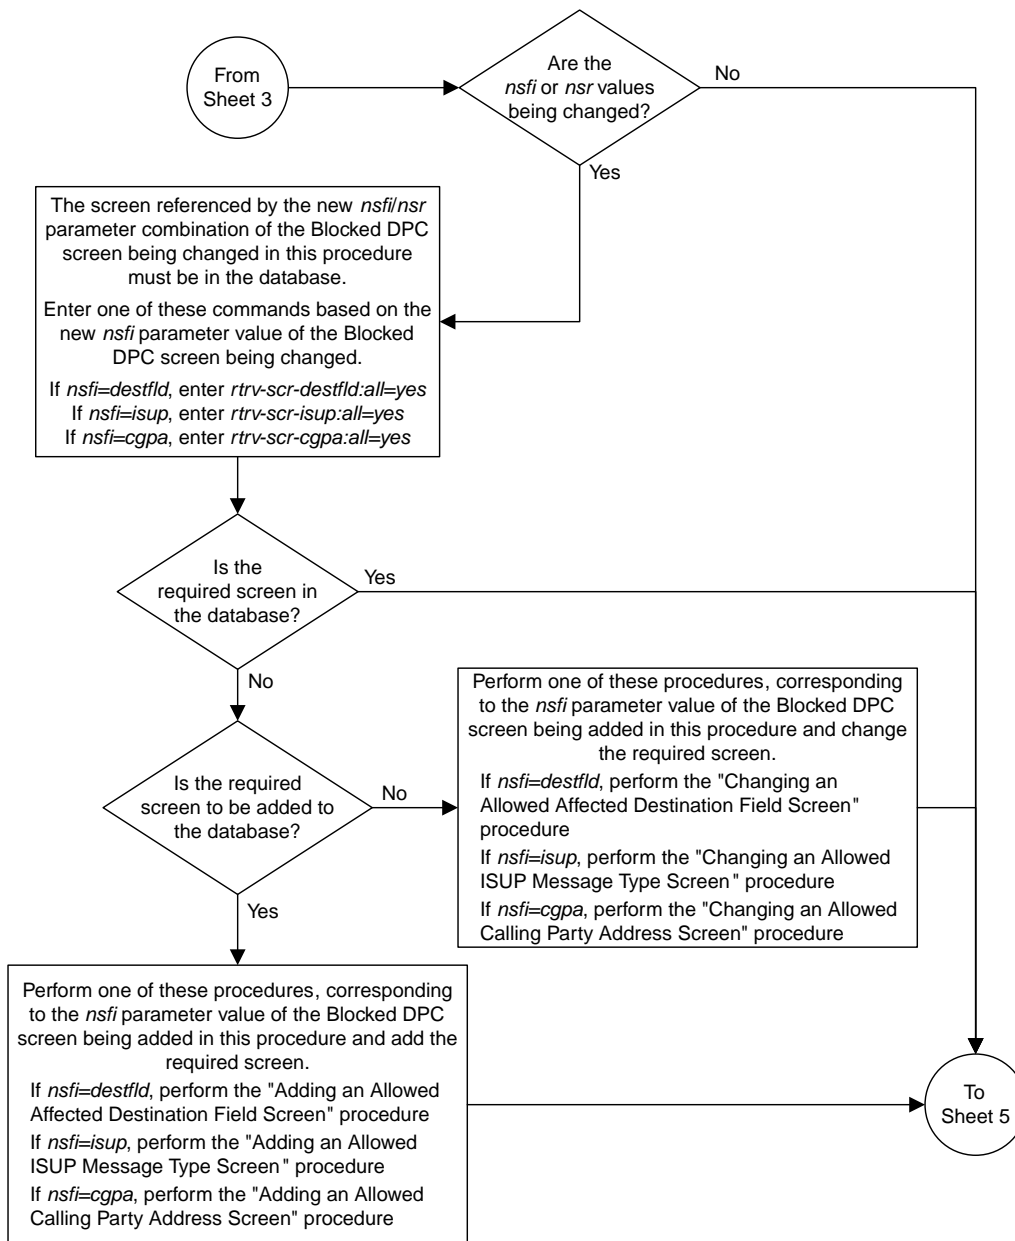 From
Sheet 3
Are the
nsfi or nsr values
being changed?
No
Yes
The screen referenced by the new nsfi/nsr
parameter combination of the Blocked DPC
screen being changed in this procedure
must be in the database.
Enter one of these commands based on the
new nsfi parameter value of the Blocked
DPC screen being changed.
If nsfi=destfld, enter rtrv-scr-destfld:all=yes
If nsfi=isup, enter rtrv-scr-isup:all=yes
If nsfi=cgpa, enter rtrv-scr-cgpa:all=yes
Is the
required screen in
the database?
Yes
No
Is the required
screen to be added to
the database?
No
Yes
Perform one of these procedures, corresponding
to the nsfi parameter value of the Blocked DPC
screen being added in this procedure and change
the required screen.
If nsfi=destfld, perform the "Changing an
Allowed Affected Destination Field Screen"
procedure
If nsfi=isup, perform the "Changing an Allowed
ISUP Message Type Screen" procedure
If nsfi=cgpa, perform the "Changing an Allowed
Calling Party Address Screen" procedure
Perform one of these procedures, corresponding
to the nsfi parameter value of the Blocked DPC
screen being added in this procedure and add the
required screen.
If nsfi=destfld, perform the "Adding an Allowed
Affected Destination Field Screen" procedure
If nsfi=isup, perform the "Adding an Allowed
ISUP Message Type Screen" procedure
If nsfi=cgpa, perform the "Adding an Allowed
Calling Party Address Screen" procedure
To
Sheet 5